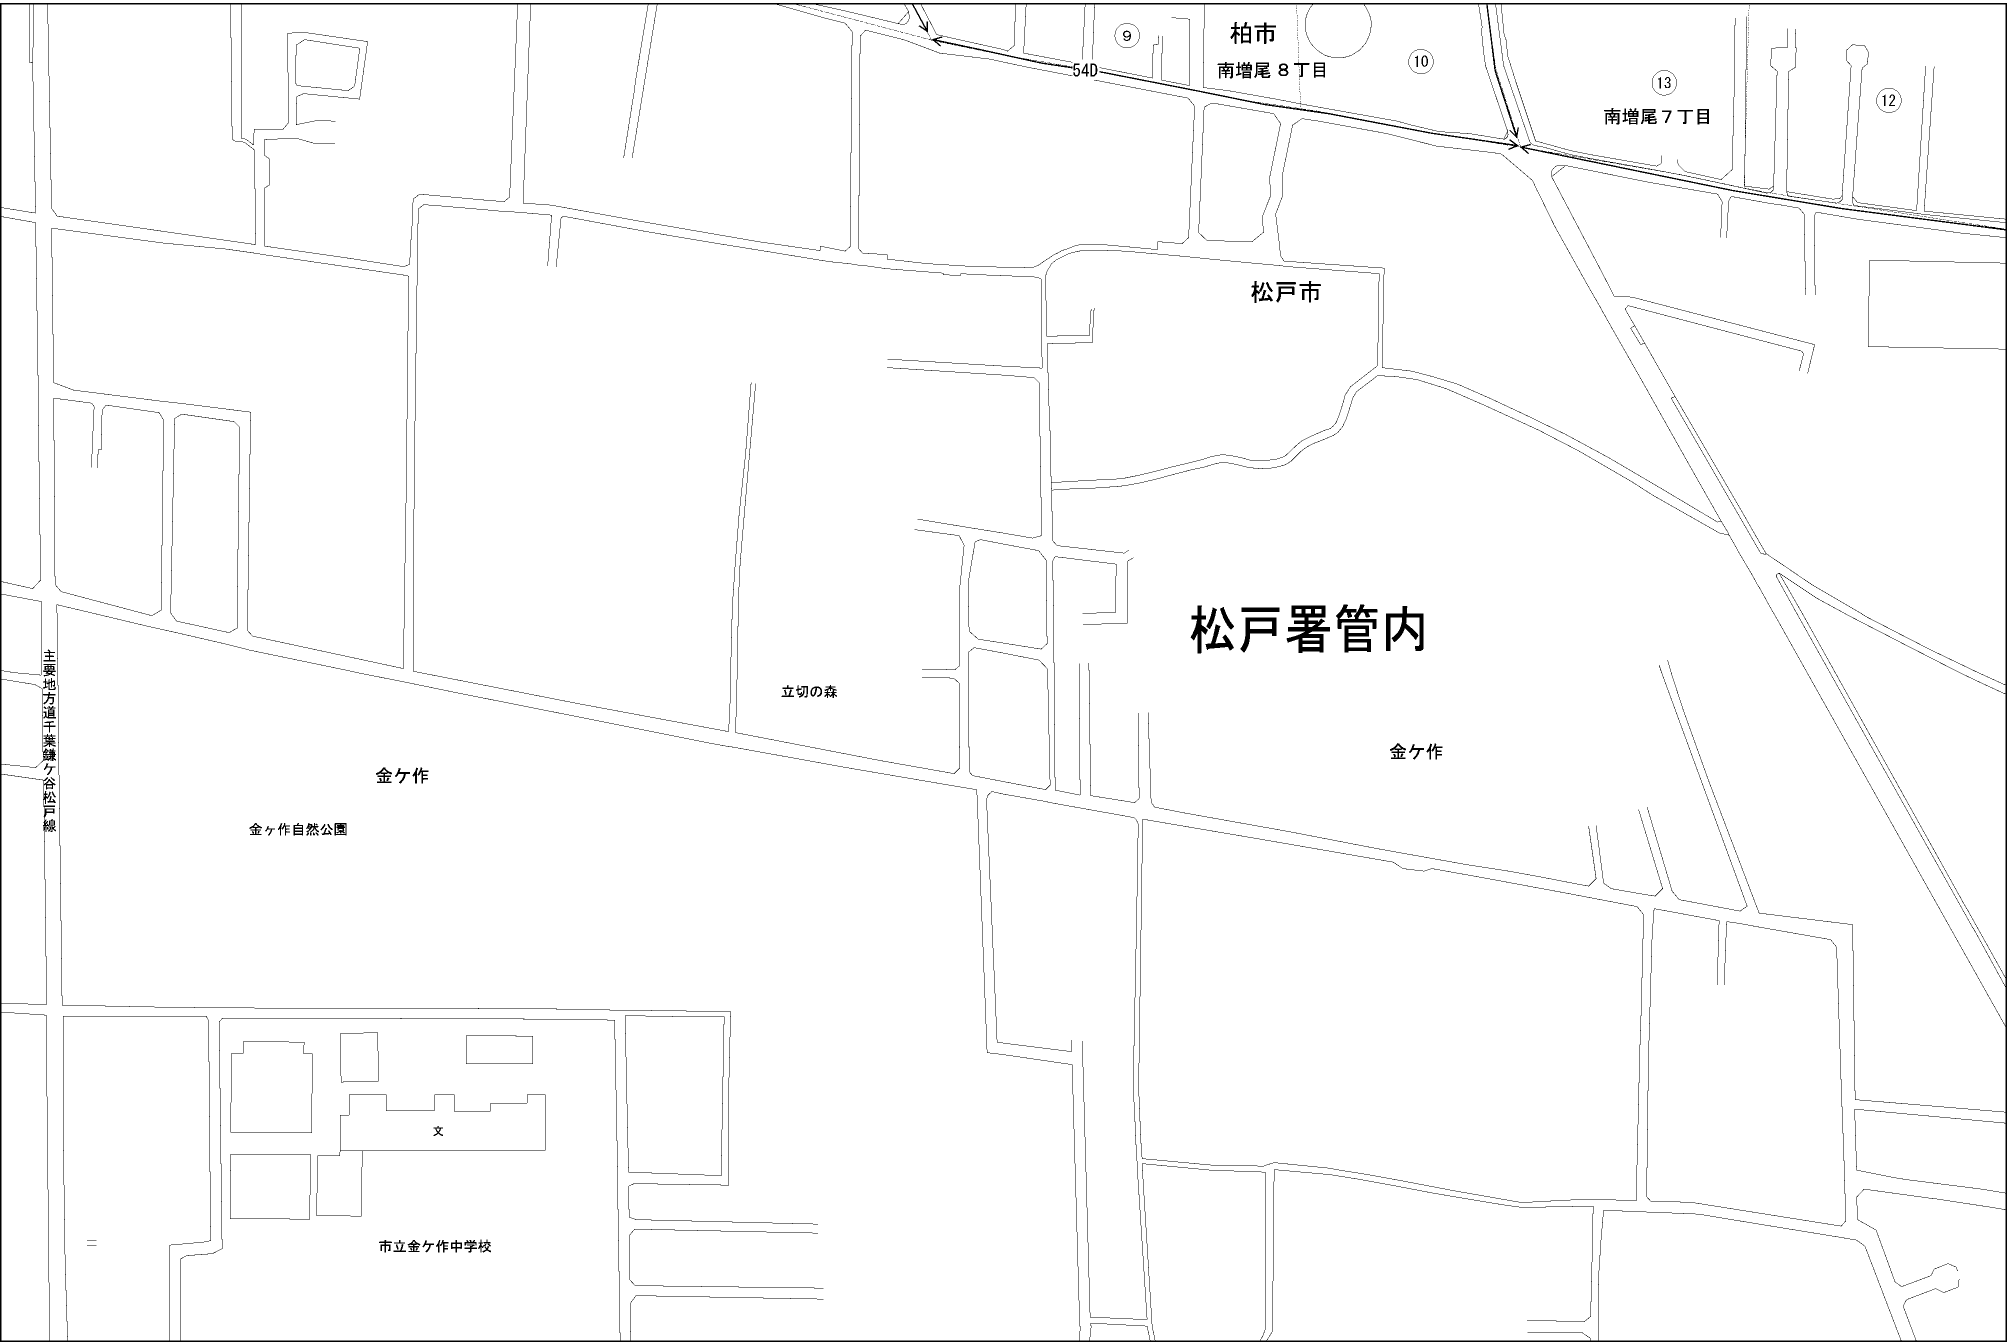 ⑨
柏市
南増尾８丁目
54D
⑩
⑬
南増尾７丁目
⑫
松戸市
松戸署管内
立切の森
金ケ作
主要地方道千葉鎌ケ谷松戸線
金ケ作
金ヶ作自然公園
文
市立金ケ作中学校